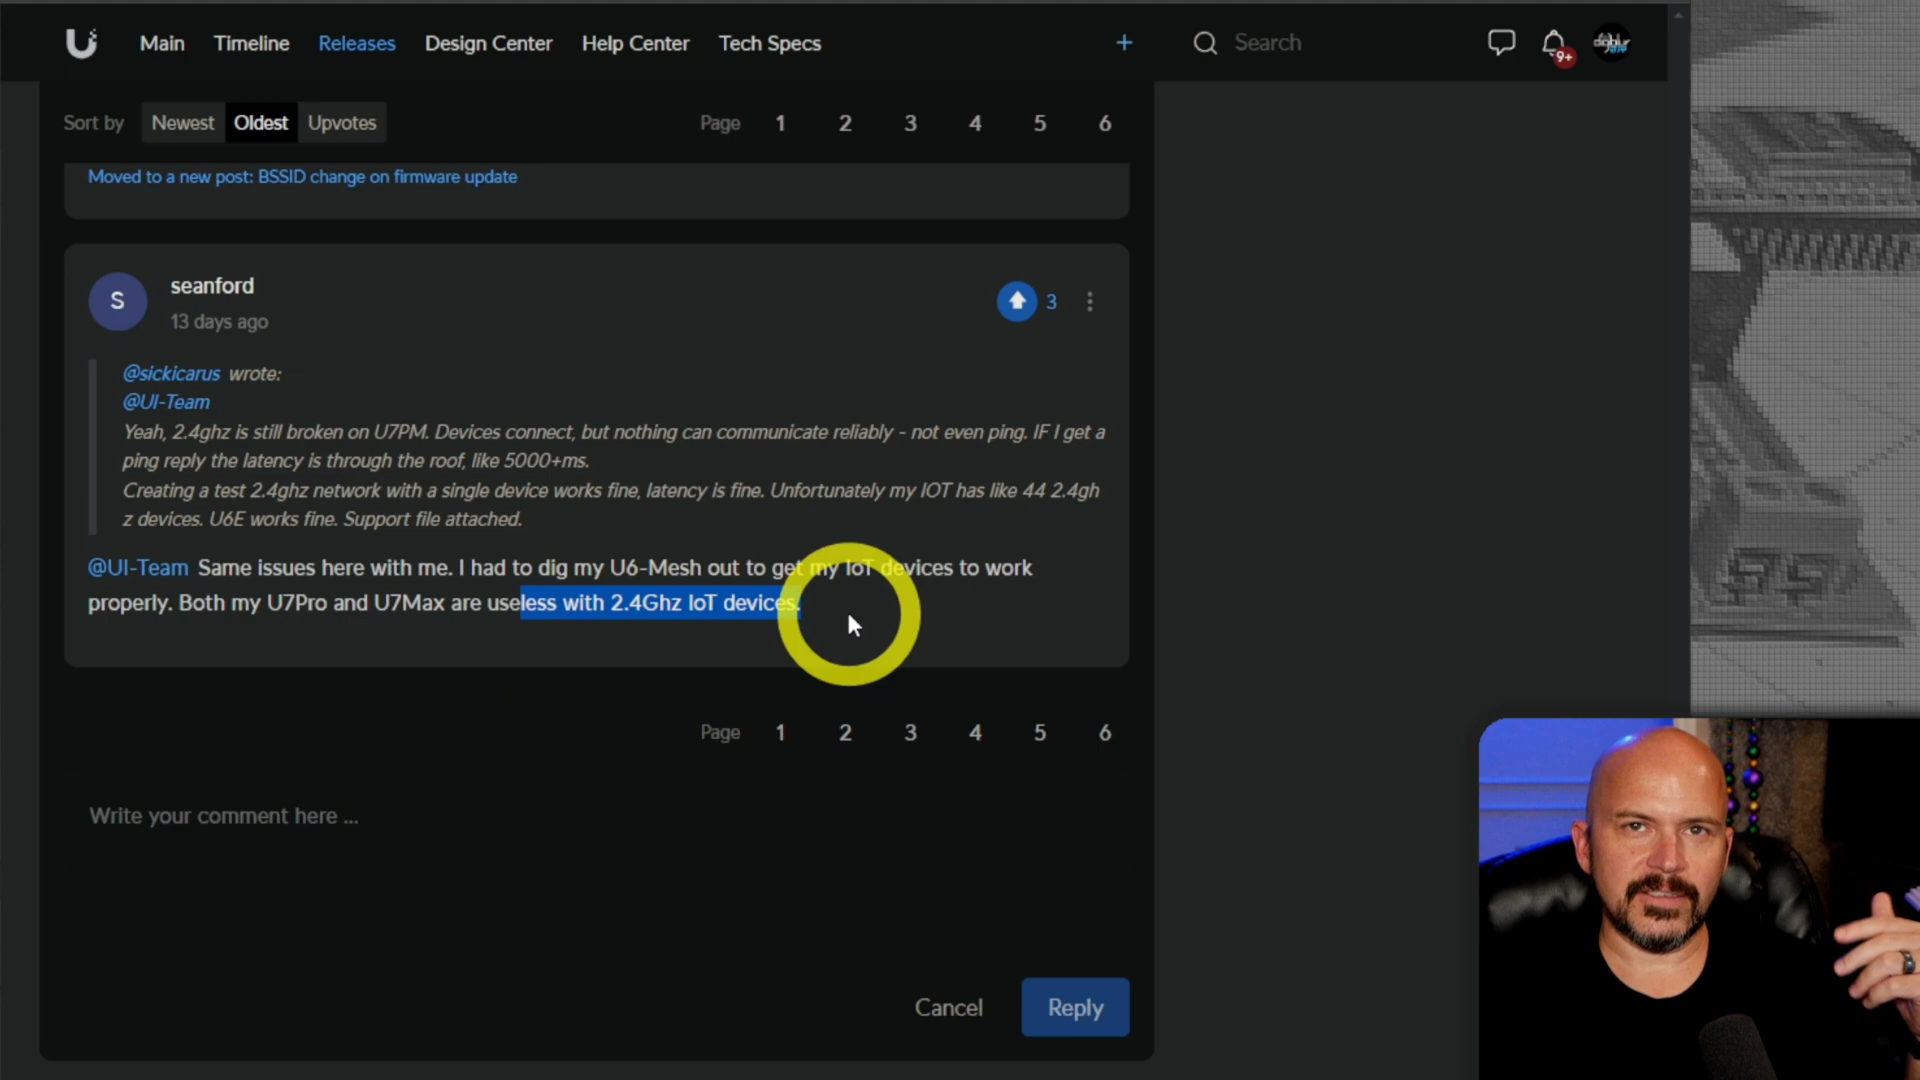 Main Timeline Releases Design Center Help Center Tech Specs + Search 9+
Sort by Newest Oldest Upvotes Page 1 2 3 4 5 6
Moved to a new post: BSSID change on firmware update
S seanford 3
13 days ago
@sickicarus wrote:
@UI-Team
Yeah, 2.4ghz is still broken on U7PM. Devices connect, but nothing can communicate reliably - not even ping. IF I get a
ping reply the latency is through the roof, like 5000+ms.
Creating a test 2.4ghz network with a single device works fine, latency is fine. Unfortunately my IOT has like 44 2.4gh
z devices. U6E works fine. Support file attached.
@UI-Team Same issues here with me. I had to dig my U6-Mesh out to get my IoT devices to work
properly. Both my U7Pro and U7Max are useless with 2.4Ghz IoT devices.
Page 1 2 3 4 5 6
Write your comment here ...
Cancel Reply